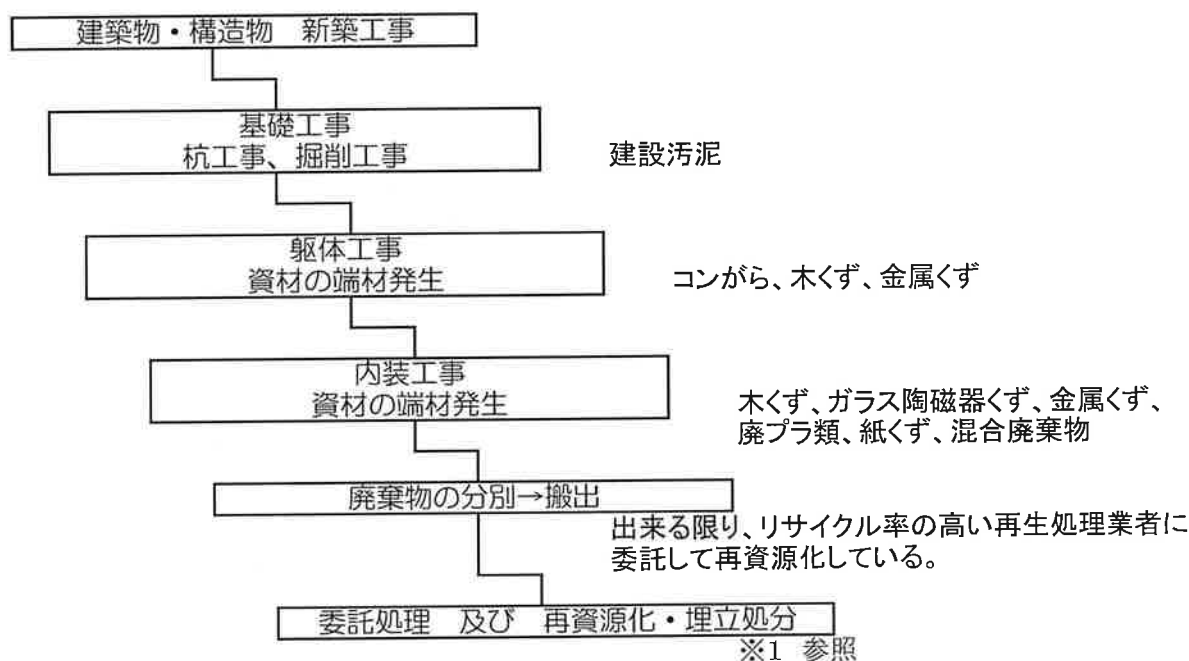 建築物・構造物　新築工事
基礎工事
杭工事、掘削工事
建設汚泥
躯体工事
資材の端材発生
コンがら、木くず、金属くず
内装工事
資材の端材発生
木くず、ガラス陶磁器くず、金属くず、
廃プラ類、紙くず、混合廃棄物
廃棄物の分別→搬出
出来る限り、リサイクル率の高い再生処理業者に
委託して再資源化している。
委託処理　及び　再資源化・埋立処分
※1　参照